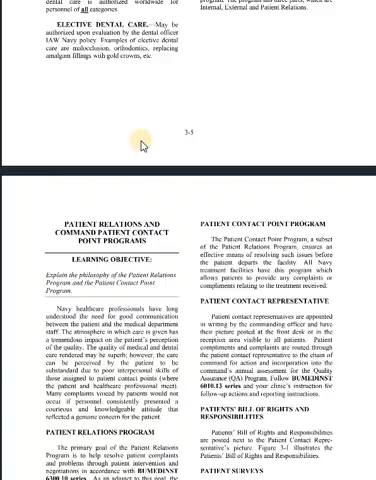 dental care is authorized worldwide for
personnel of all categories.
ELECTIVE DENTAL CARE.—May be
authorized upon evaluation by the dental officer
IAW Navy policy. Examples of elective dental
care are malocclusion, orthodontics, replacing
amalgam fillings with gold crowns, etc.
program. The program and three parts, which are
Internal, External and Patient Relations.
3-5
PATIENT RELATIONS AND
COMMAND PATIENT CONTACT
POINT PROGRAMS
LEARNING OBJECTIVE:
Explain the philosophy of the Patient Relations
Program and the Patient Contact Point
Program.
Navy healthcare professionals have long
understood the need for good communication
between the patient and the medical department
staff. The atmosphere in which care is given has
a tremendous impact on the patient's perception
of the quality. The quality of medical and dental
care rendered may be superb; however, the care
can be perceived by the patient to be
substandard due to poor interpersonal skills of
those assigned to patient contact points (where
the patient and healthcare professional meet).
Many complaints voiced by patients would not
occur if personnel consistently presented a
courteous and knowledgeable attitude that
reflected a genuine concern for the patient.
PATIENT RELATIONS PROGRAM
The primary goal of the Patient Relations
Program is to help resolve patient complaints
and problems through patient intervention and
negotiations in accordance with BUMEDINST
6300.10 series. As an adjunct to this goal, the
PATIENT CONTACT POINT PROGRAM
The Patient Contact Point Program, a subset
of the Patient Relations Program, ensures an
effective means of resolving such issues before
the patient departs the facility. All Navy
treatment facilities have this program which
allows patients to provide any complaints or
compliments relating to the treatment received.
PATIENT CONTACT REPRESENTATIVE
Patient contact representatives are appointed
in writing by the commanding officer and have
their picture posted at the front desk or in the
reception area visible to all patients. Patient
compliments and complaints are routed through
the patient contact representative to the chain of
command for action and incorporation into the
command's annual assessment for the Quality
Assurance (QA) Program. Follow BUMEDINST
6010.13 series and your clinic's instruction for
follow-up actions and reporting instructions.
PATIENTS' BILL OF RIGHTS AND
RESPONSIBILITIES
Patients' Bill of Rights and Responsibilities
are posted next to the Patient Contact Repre-
sentative's picture. Figure 3-1 illustrates the
Patients' Bill of Rights and Responsibilities.
PATIENT SURVEYS